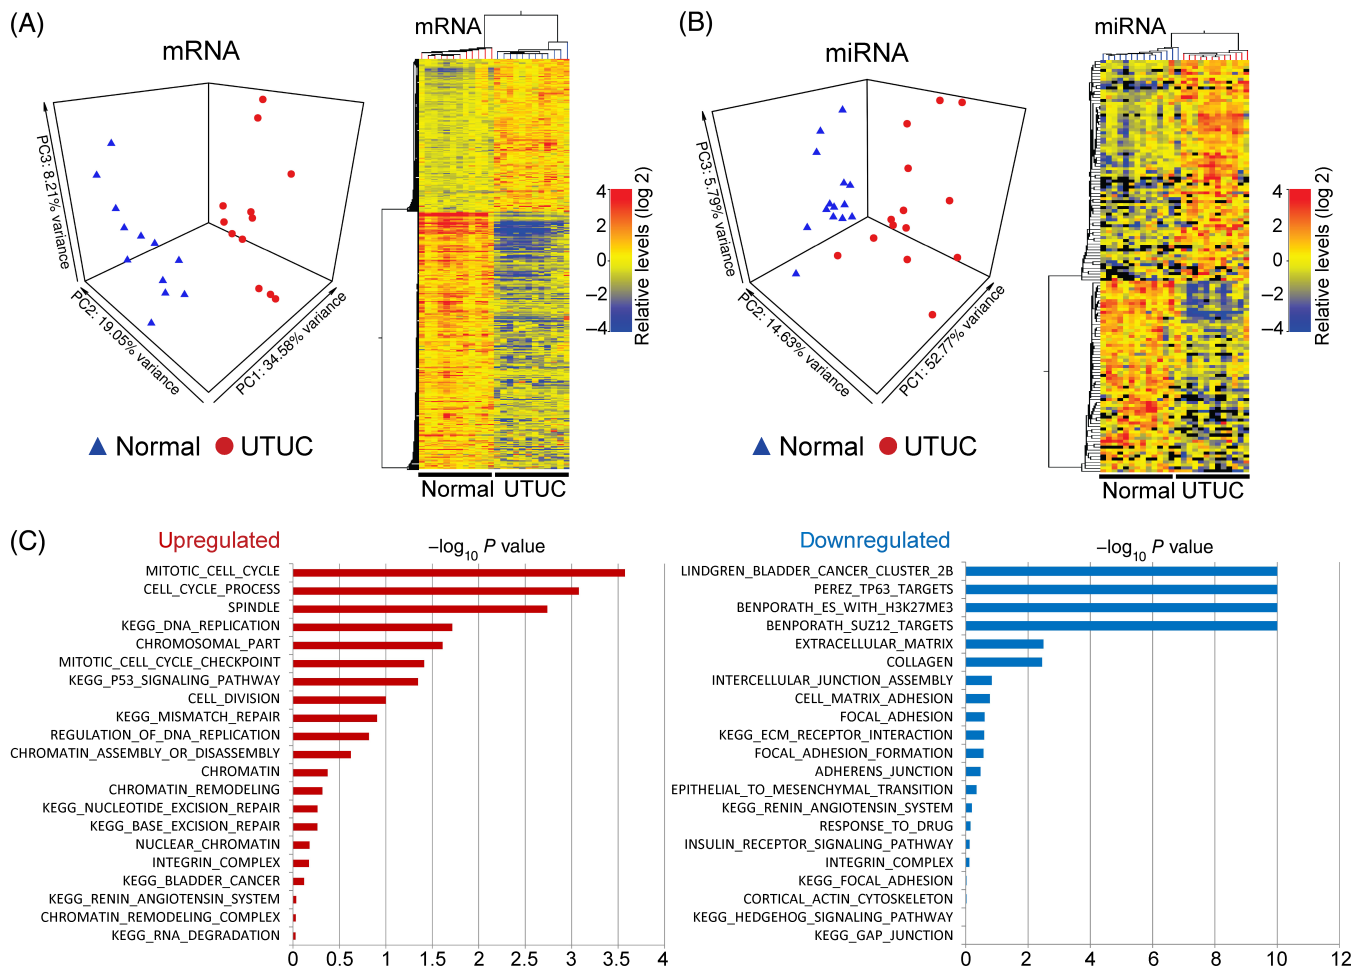 (A)
mRNA
PC3: 8.21% variance
PC2: 19.05% variance
PC1: 34.58% variance
Normal
UTUC
mRNA
4
2
0
–2
–4
Relative levels (log 2)
Normal
UTUC
(B)
miRNA
PC3: 5.79% variance
PC2: 14.63% variance
PC1: 52.77% variance
Normal
UTUC
miRNA
4
2
0
–2
–4
Relative levels (log 2)
Normal
UTUC
(C)
Upregulated
–log10 P value
MITOTIC_CELL_CYCLE
CELL_CYCLE_PROCESS
SPINDLE
KEGG_DNA_REPLICATION
CHROMOSOMAL_PART
MITOTIC_CELL_CYCLE_CHECKPOINT
KEGG_P53_SIGNALING_PATHWAY
CELL_DIVISION
KEGG_MISMATCH_REPAIR
REGULATION_OF_DNA_REPLICATION
CHROMATIN_ASSEMBLY_OR_DISASSEMBLY
CHROMATIN
CHROMATIN_REMODELING
KEGG_NUCLEOTIDE_EXCISION_REPAIR
KEGG_BASE_EXCISION_REPAIR
NUCLEAR_CHROMATIN
INTEGRIN_COMPLEX
KEGG_BLADDER_CANCER
KEGG_RENIN_ANGIOTENSIN_SYSTEM
CHROMATIN_REMODELING_COMPLEX
KEGG_RNA_DEGRADATION
0 0.5 1 1.5 2 2.5 3 3.5 4
Downregulated
–log10 P value
LINDGREN_BLADDER_CANCER_CLUSTER_2B
PEREZ_TP63_TARGETS
BENPORATH_ES_WITH_H3K27ME3
BENPORATH_SUZ12_TARGETS
EXTRACELLULAR_MATRIX
COLLAGEN
INTERCELLULAR_JUNCTION_ASSEMBLY
CELL_MATRIX_ADHESION
FOCAL_ADHESION
KEGG_ECM_RECEPTOR_INTERACTION
FOCAL_ADHESION_FORMATION
ADHERENS_JUNCTION
EPITHELIAL_TO_MESENCHYMAL_TRANSITION
KEGG_RENIN_ANGIOTENSIN_SYSTEM
RESPONSE_TO_DRUG
INSULIN_RECEPTOR_SIGNALING_PATHWAY
INTEGRIN_COMPLEX
KEGG_FOCAL_ADHESION
CORTICAL_ACTIN_CYTOSKELETON
KEGG_HEDGEHOG_SIGNALING_PATHWAY
KEGG_GAP_JUNCTION
0 2 4 6 8 10 12